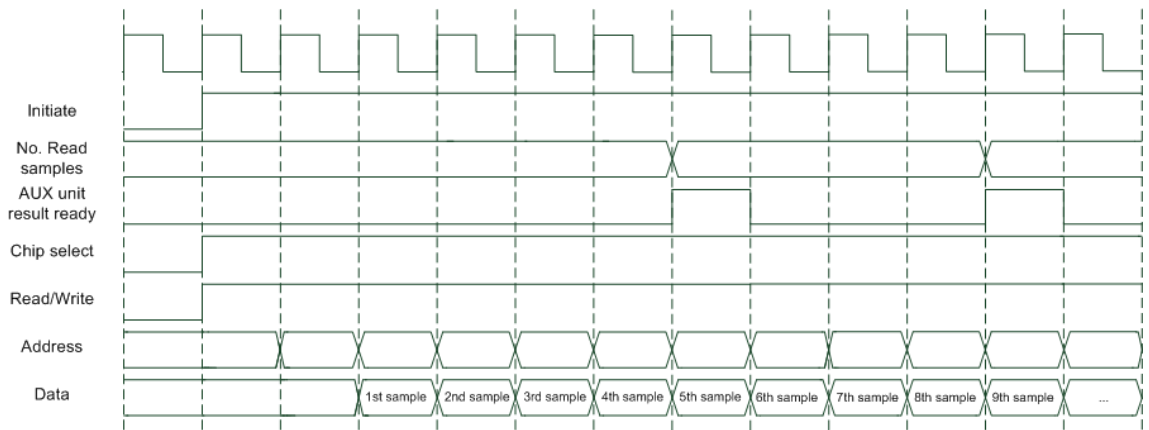 Initiate
No. Read
samples
AUX unit
result ready
Chip select
Read/Write
Address
Data
1st sample
2nd sample
3rd sample
4th sample
5th sample
6th sample
7th sample
8th sample
9th sample
...